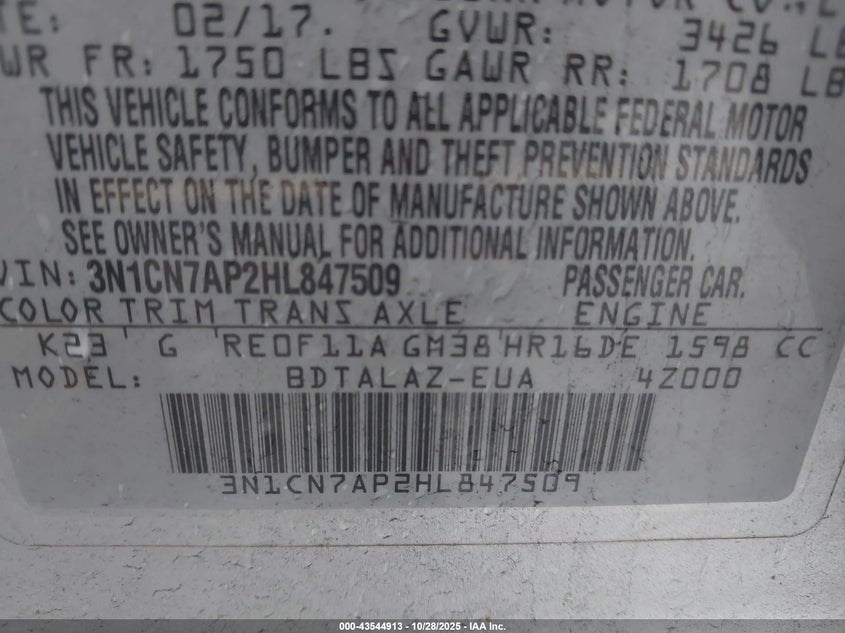 02/17. GVWR: 3426
FR: 1750 LBS GAWR RR: 1708 LB
THIS VEHICLE CONFORMS TO ALL APPLICABLE FEDERAL MOTOR
VEHICLE SAFETY, BUMPER AND THEFT PREVENTION STANDARDS
IN EFFECT ON THE DATE OF MANUFACTURE SHOWN ABOVE.
SEE OWNER'S MANUAL FOR ADDITIONAL INFORMATION.
VIN: 3N1CN7AP2HL847509 PASSENGER CAR.
COLOR TRIM TRANS AXLE ENGINE
K23 G RE0F11A GM38 HR16DE 1598 CC
MODEL: BDTALAZ-EUA 4Z000
3N1CN7AP2HL847509
000-43544913 - 10/28/2025 - IAA Inc.